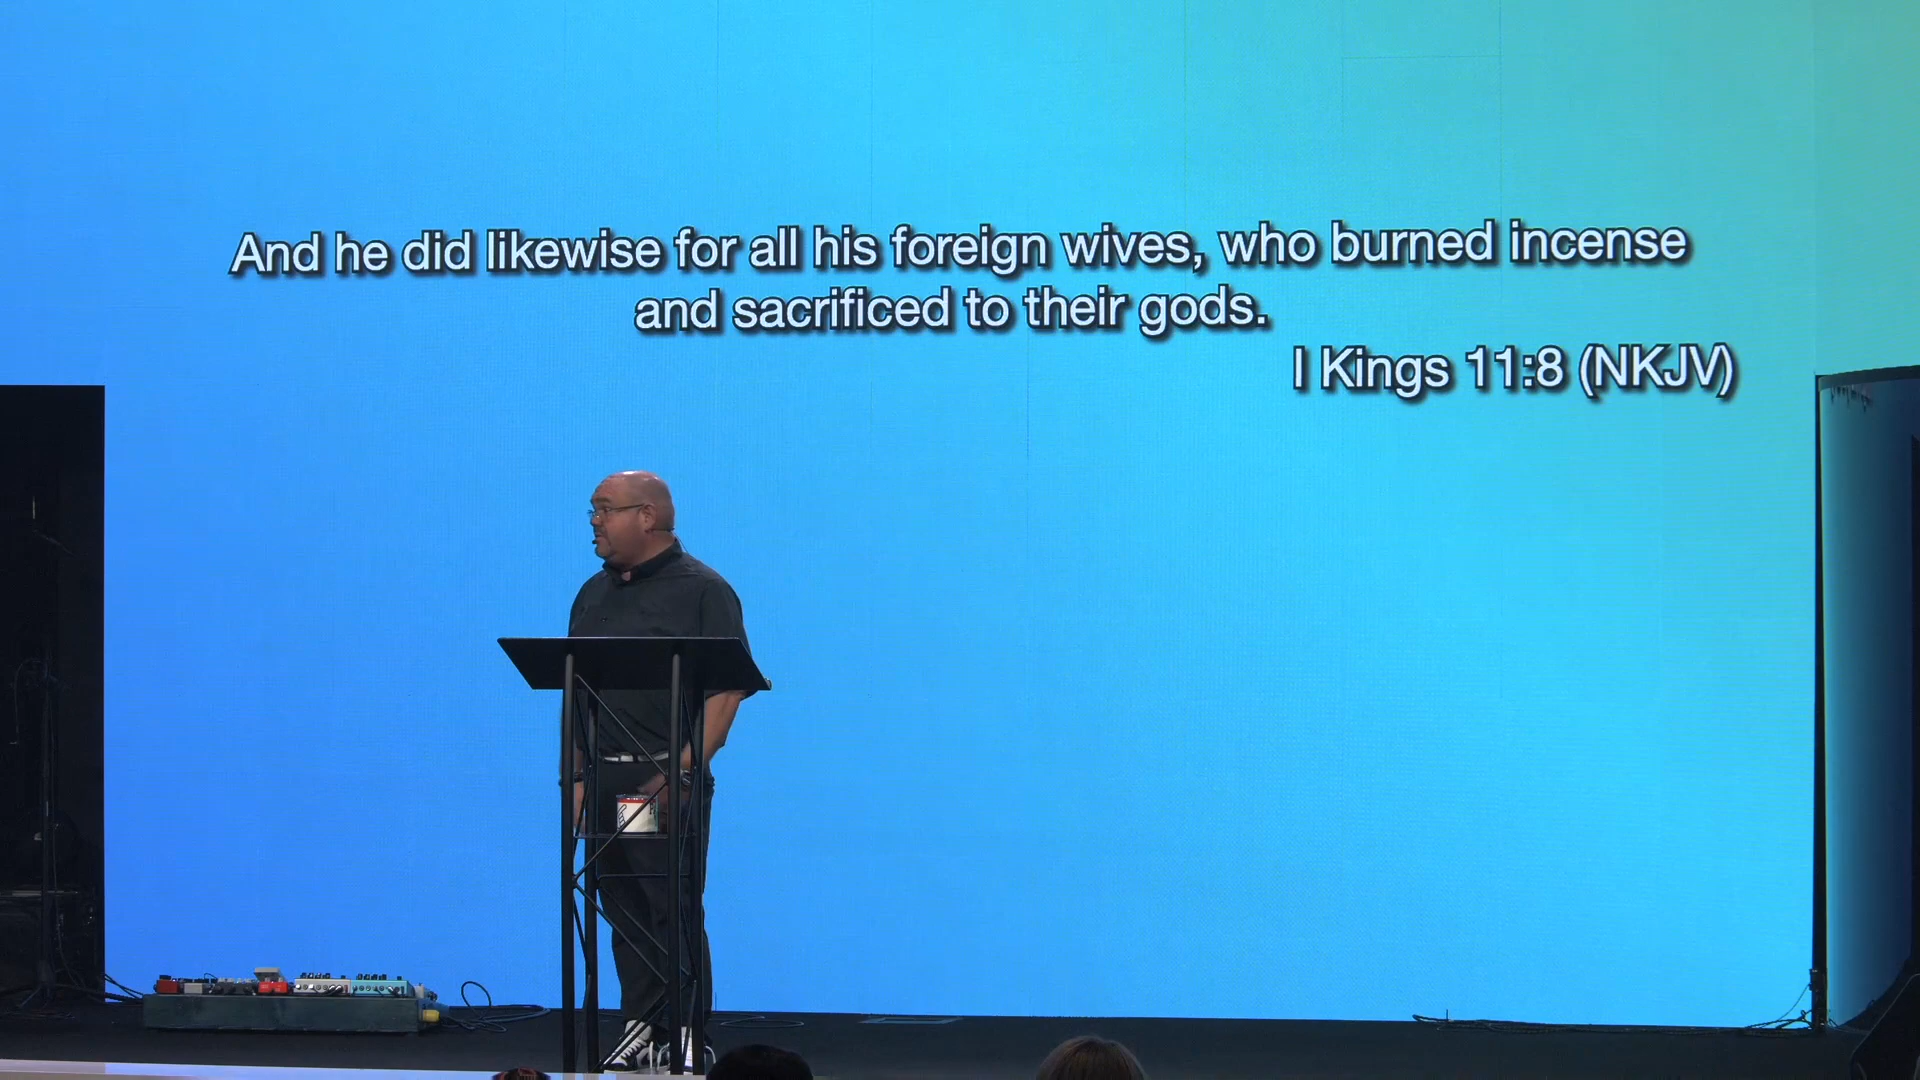 And he did likewise for all his foreign wives, who burned incense
and sacrificed to their gods.
I Kings 11:8 (NKJV)